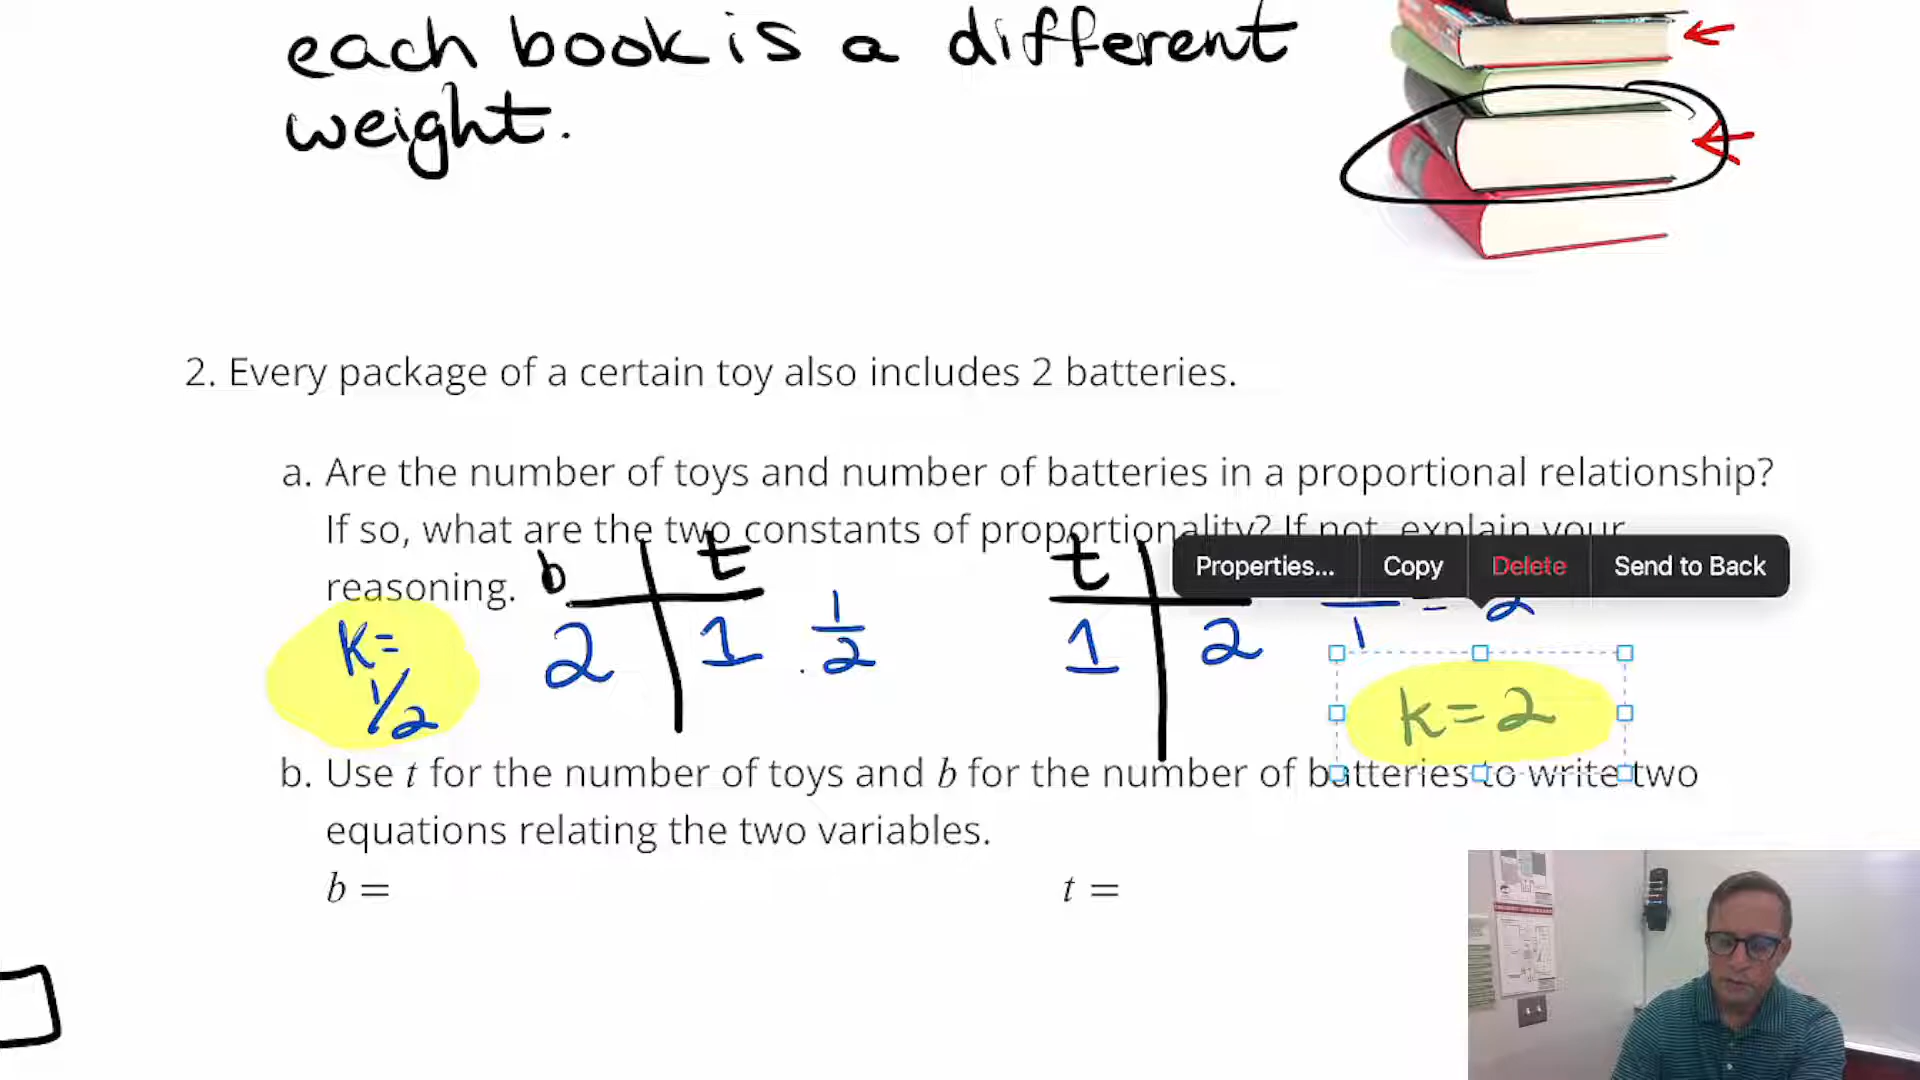 each book is a different
weight.
2. Every package of a certain toy also includes 2 batteries.
a. Are the number of toys and number of batteries in a proportional relationship?
If so, what are the two constants of proportionality? If not, explain your
reasoning.
b t
2 1 1/2
k=
1/2
t
1 2
1 = 2
Properties... Copy Delete Send to Back
k=2
b. Use t for the number of toys and b for the number of batteries to write two
equations relating the two variables.
b =
t =